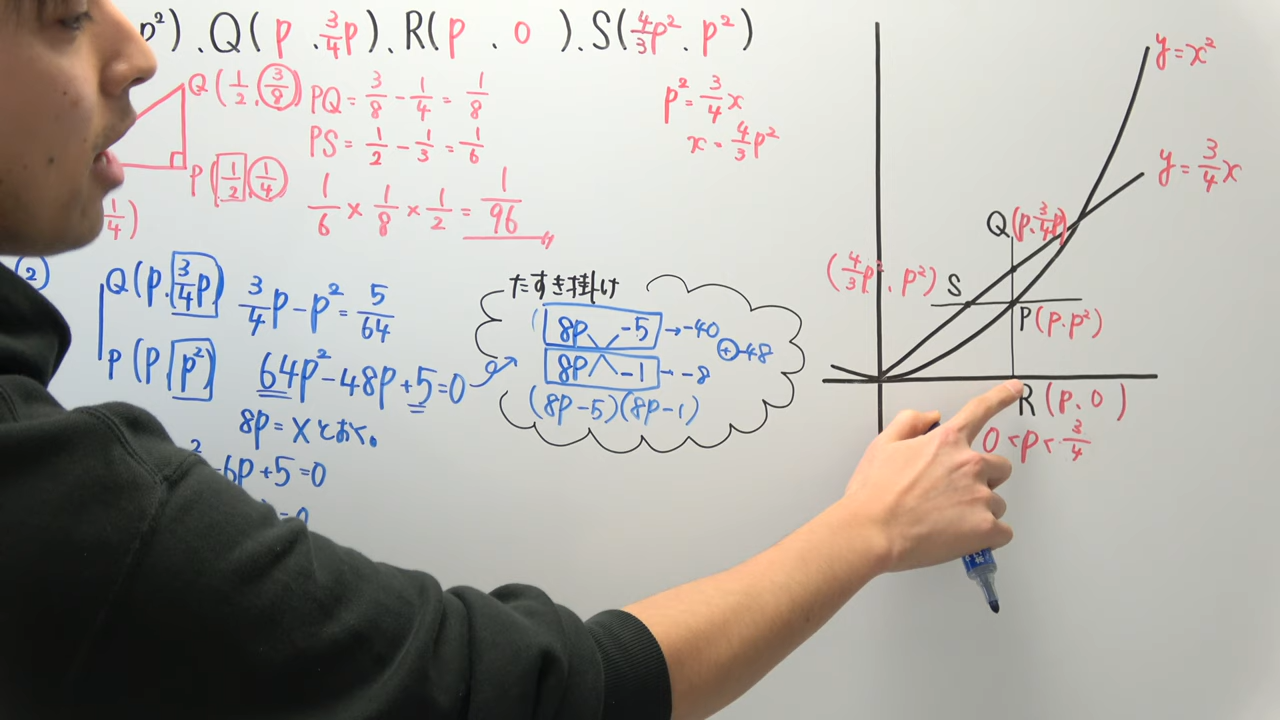 p²).Q(p.3/4p).R(p.0).S(4/3p².p²)
Q(1/2.3/8)
P(1/2.1/4)
1/4)
PQ=3/8-1/4=1/8
PS=1/2-1/3=1/6
1/6×1/8×1/2=1/96
p²=3/4x
x=4/3p²
(2)
Q(p.3/4p)
P(P.p²)
3/4p-p²=5/64
64p²-48p+5=0
8p=Xとおく。
²-6p+5=0
=0
たすき掛け
8p -5→-40
8p -1→-8
+-48
(8p-5)(8p-1)
y=x²
y=3/4x
Q(p.3/4p)
(4/3p².p²)
S
P(p.p²)
R(p.0)
0<p<3/4